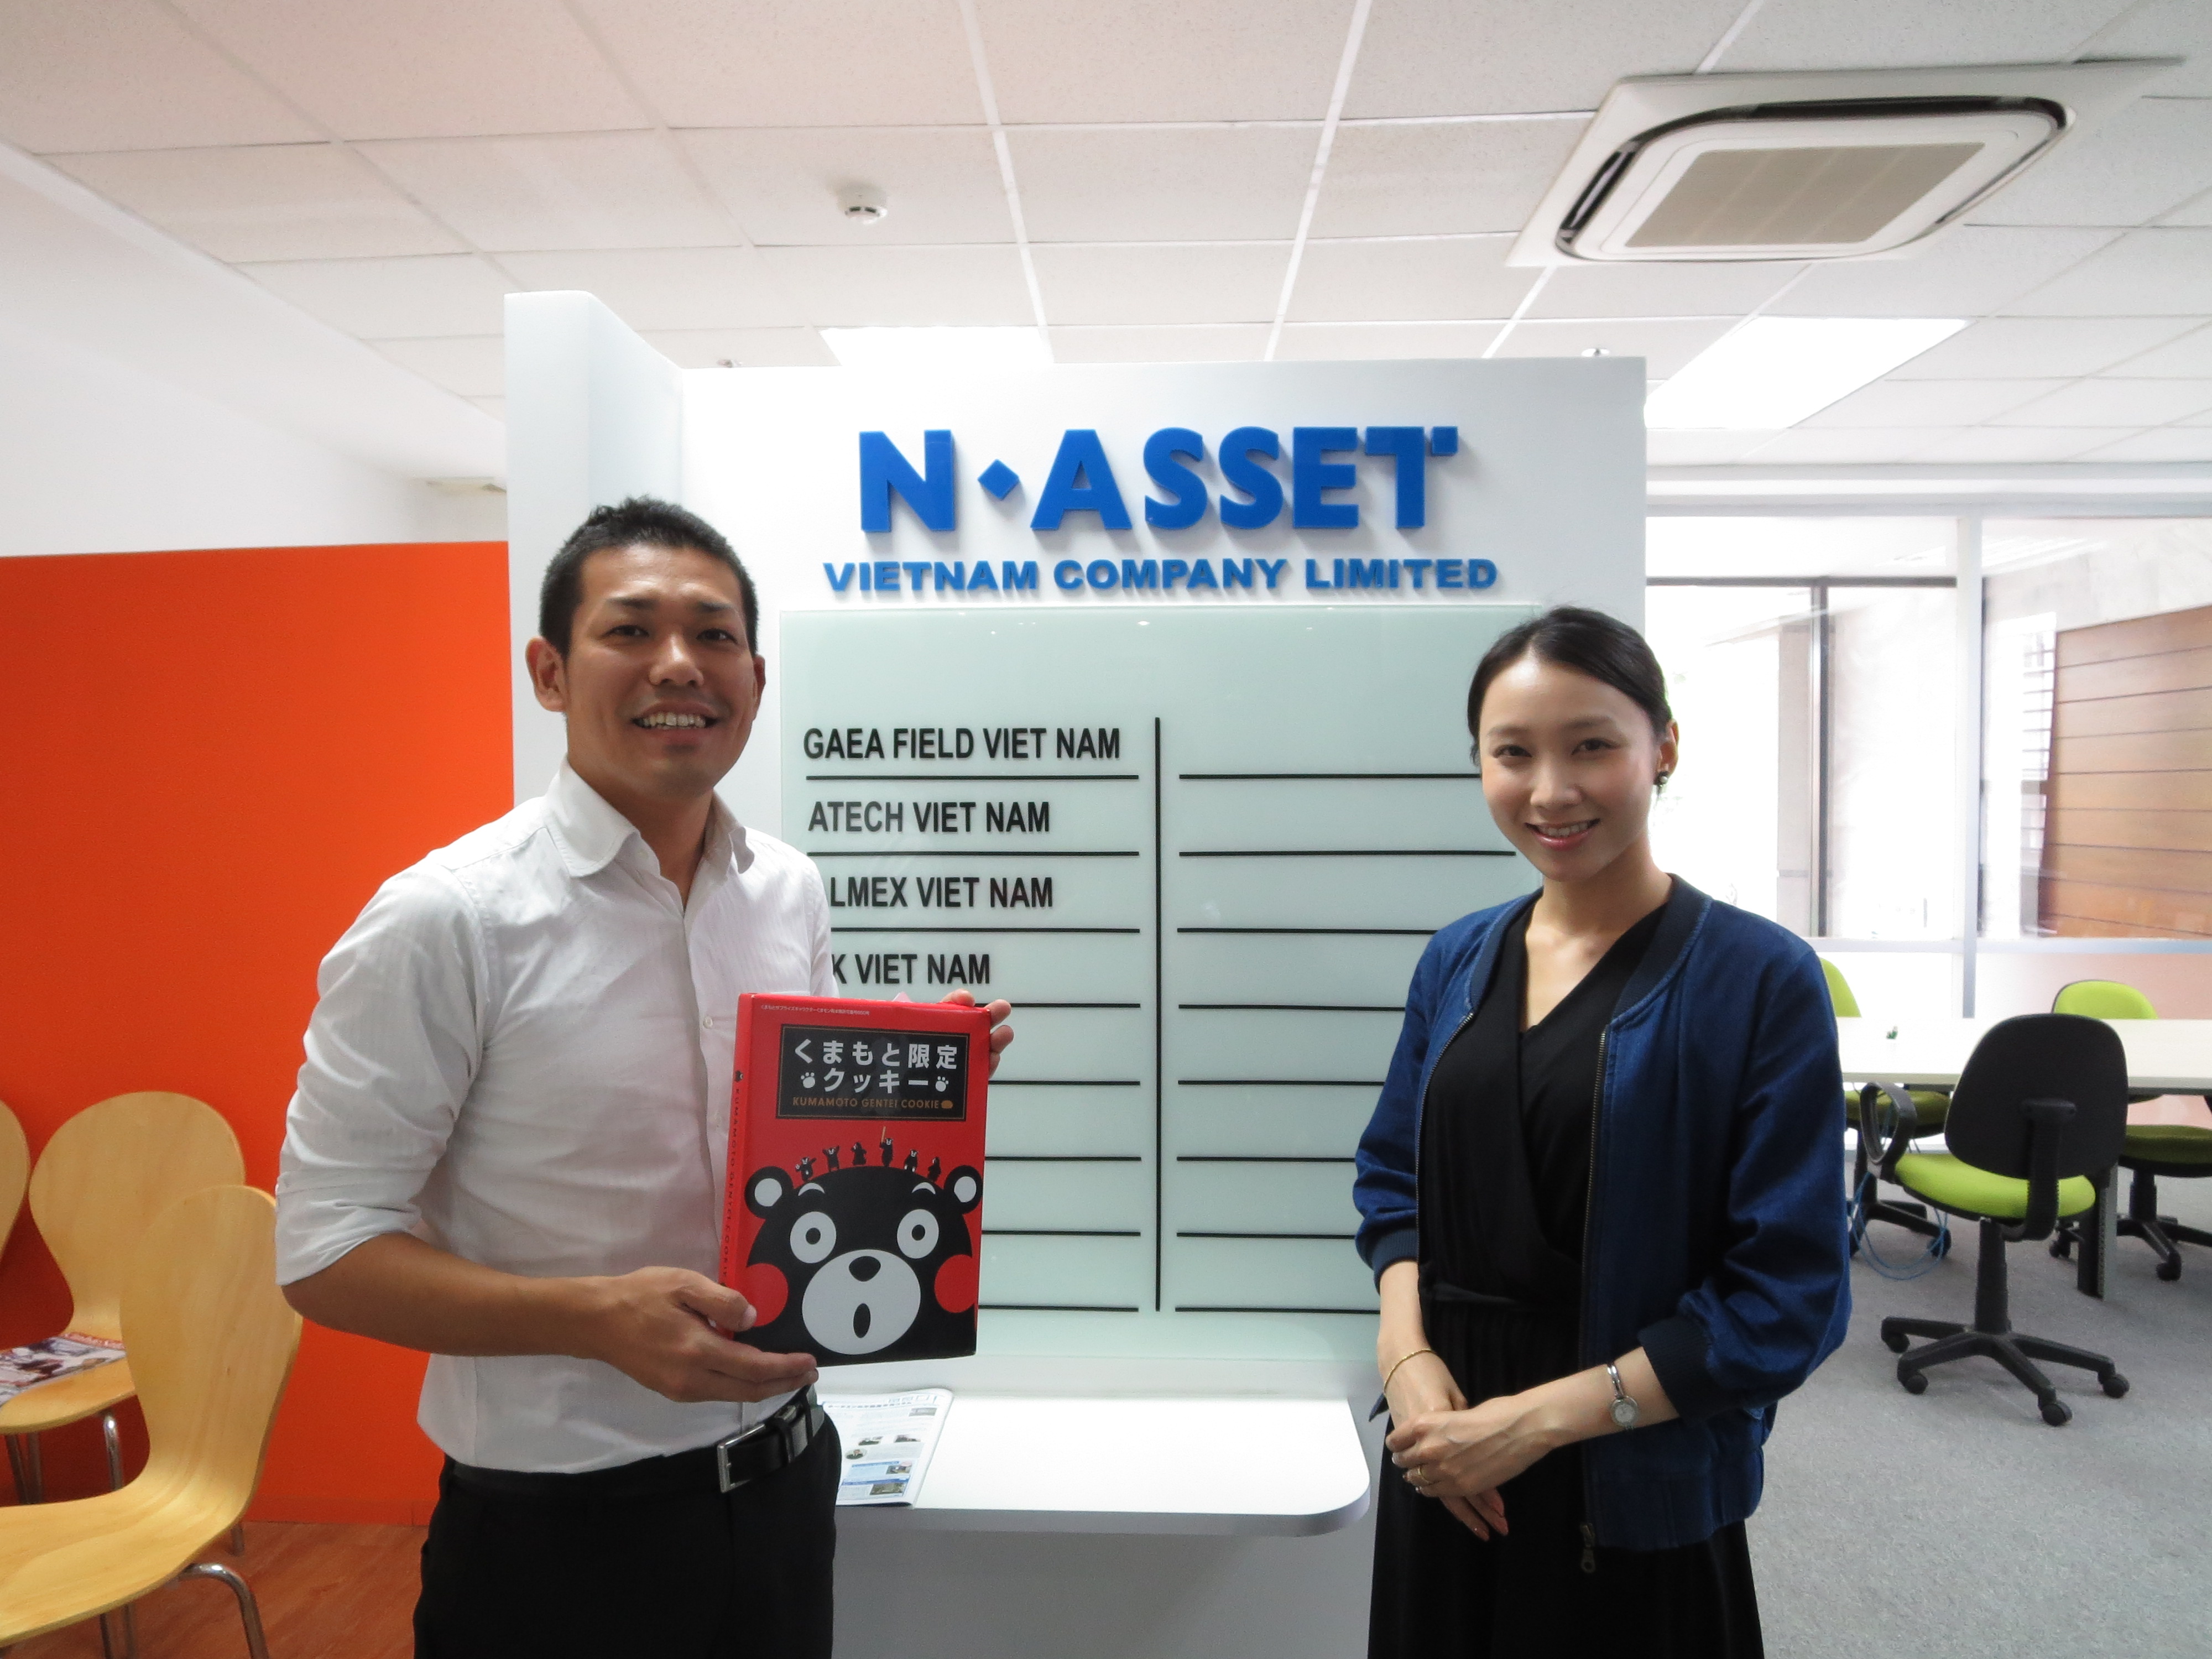 N◆ASSET
VIETNAM COMPANY LIMITED
GAEA FIELD VIET NAM
ATECH VIET NAM
LMEX VIET NAM
K VIET NAM
くまもと限定
クッキー
KUMAMOTO GENTEI COOKIE